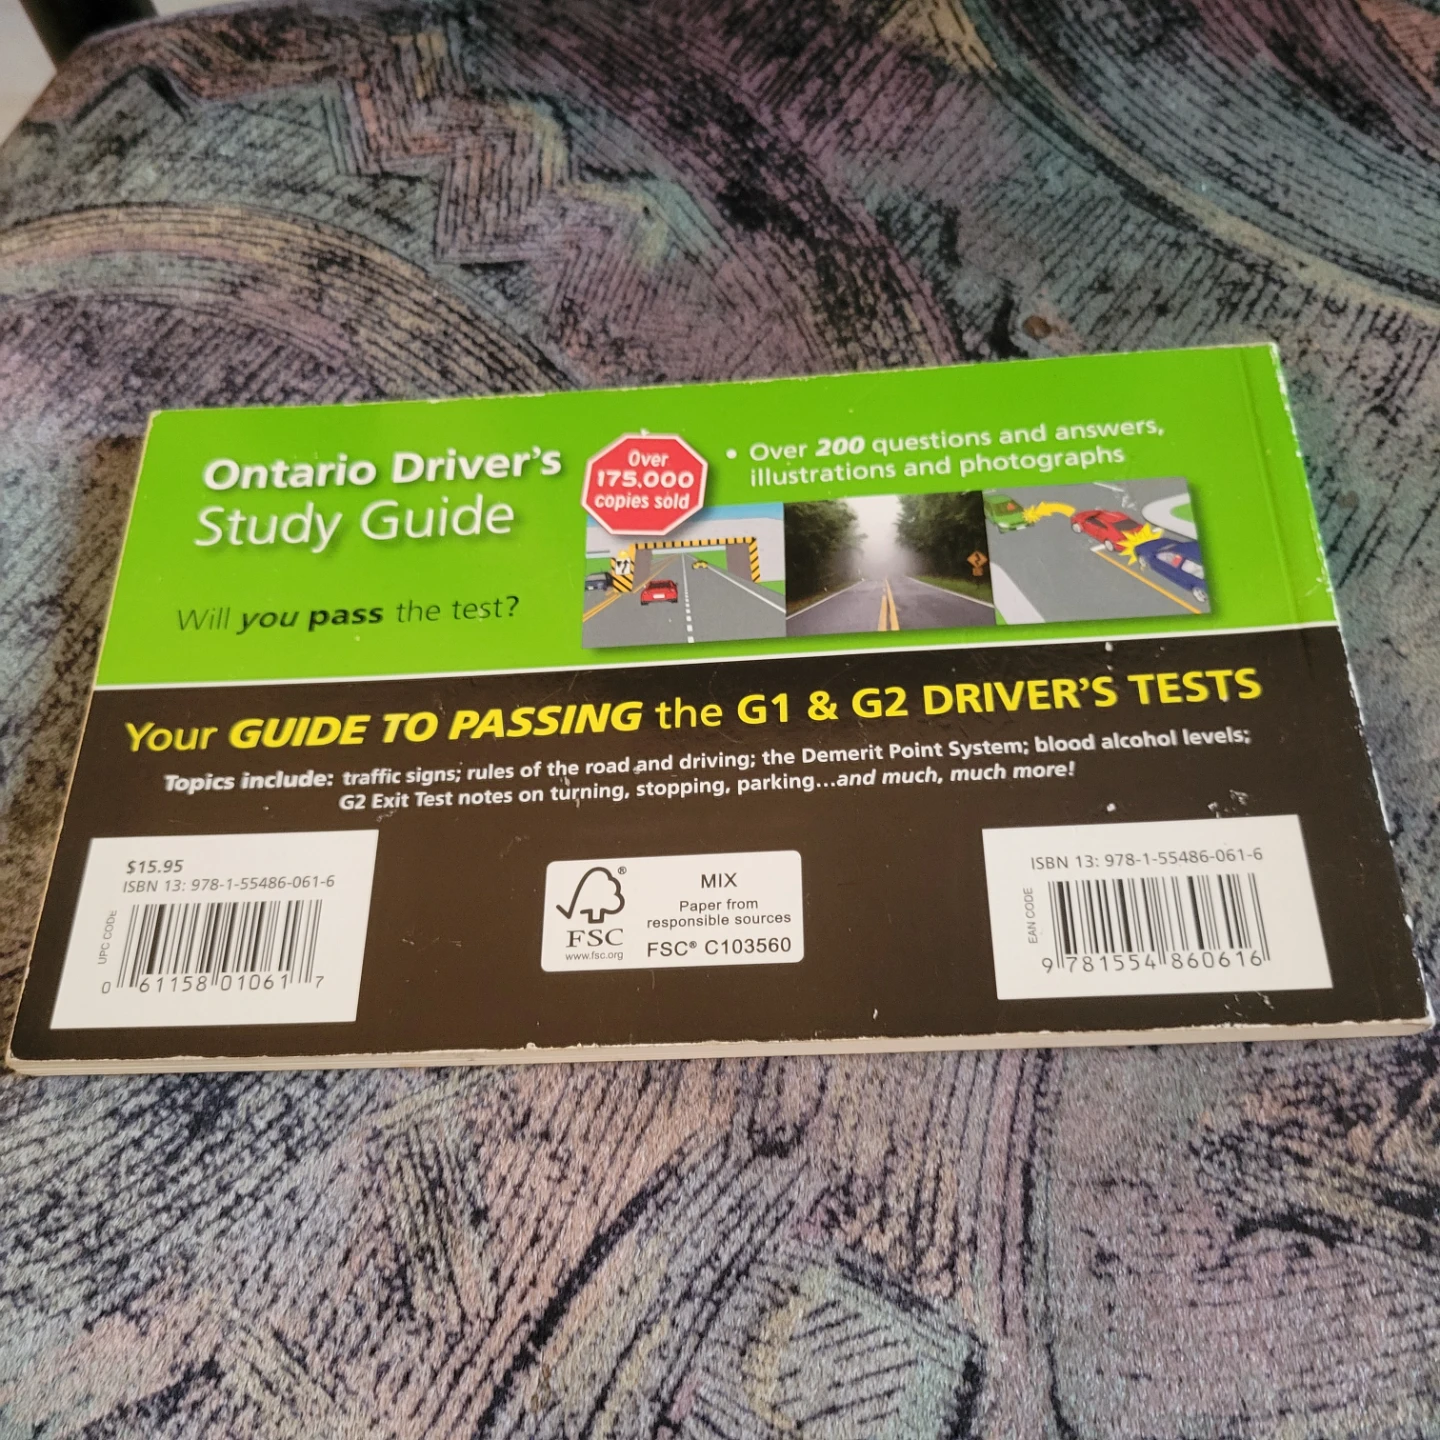 Ontario Driver's
Study Guide
Will you pass the test?
Over
175,000
copies sold
• Over 200 questions and answers,
illustrations and photographs
Your GUIDE TO PASSING the G1 & G2 DRIVER'S TESTS
Topics include: traffic signs; rules of the road and driving; the Demerit Point System; blood alcohol levels;
G2 Exit Test notes on turning, stopping, parking...and much, much more!
$15.95
ISBN 13: 978-1-55486-061-6
UPC CODE
0 61158 01061 7
FSC®
www.fsc.org
MIX
Paper from
responsible sources
FSC® C103560
ISBN 13: 978-1-55486-061-6
EAN CODE
9 781554 860616